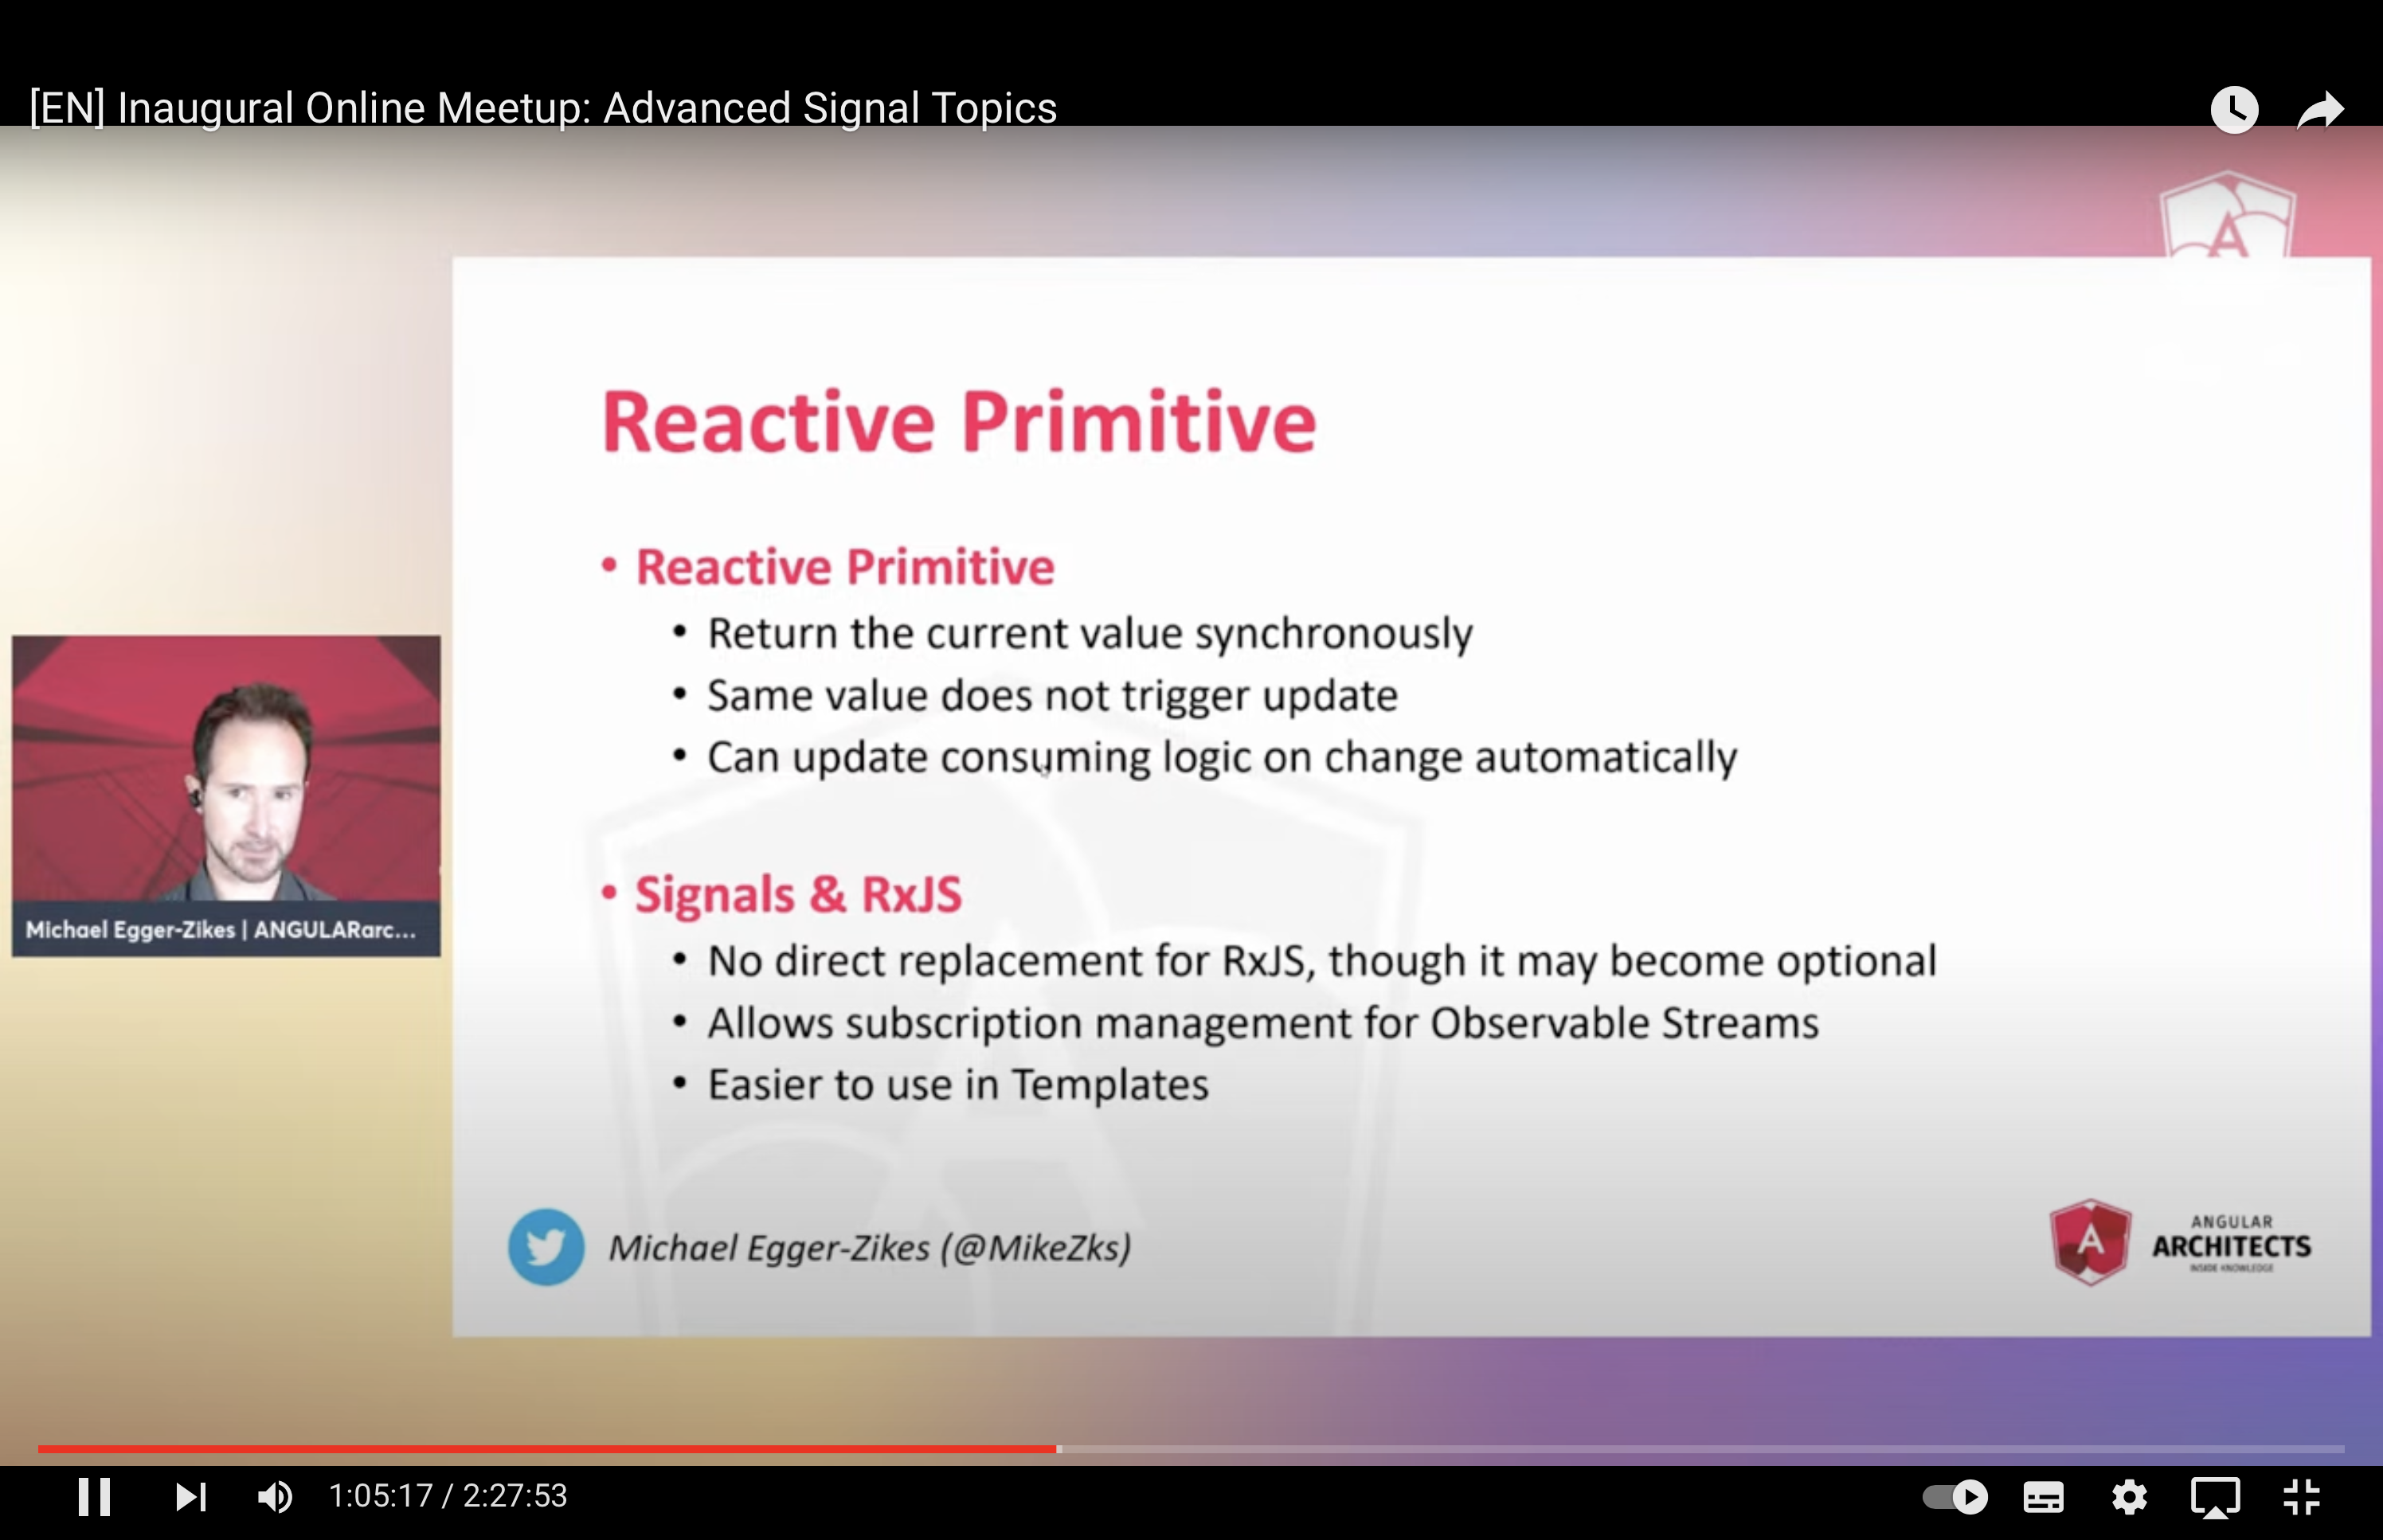 [EN] Inaugural Online Meetup: Advanced Signal Topics
A
Reactive Primitive
• Reactive Primitive
• Return the current value synchronously
• Same value does not trigger update
• Can update consuming logic on change automatically
• Signals & RxJS
• No direct replacement for RxJS, though it may become optional
• Allows subscription management for Observable Streams
• Easier to use in Templates
Michael Egger-Zikes | ANGULARarc...
Michael Egger-Zikes (@MikeZks)
A
ANGULAR
ARCHITECTS
INSIDE KNOWLEDGE
1:05:17 / 2:27:53